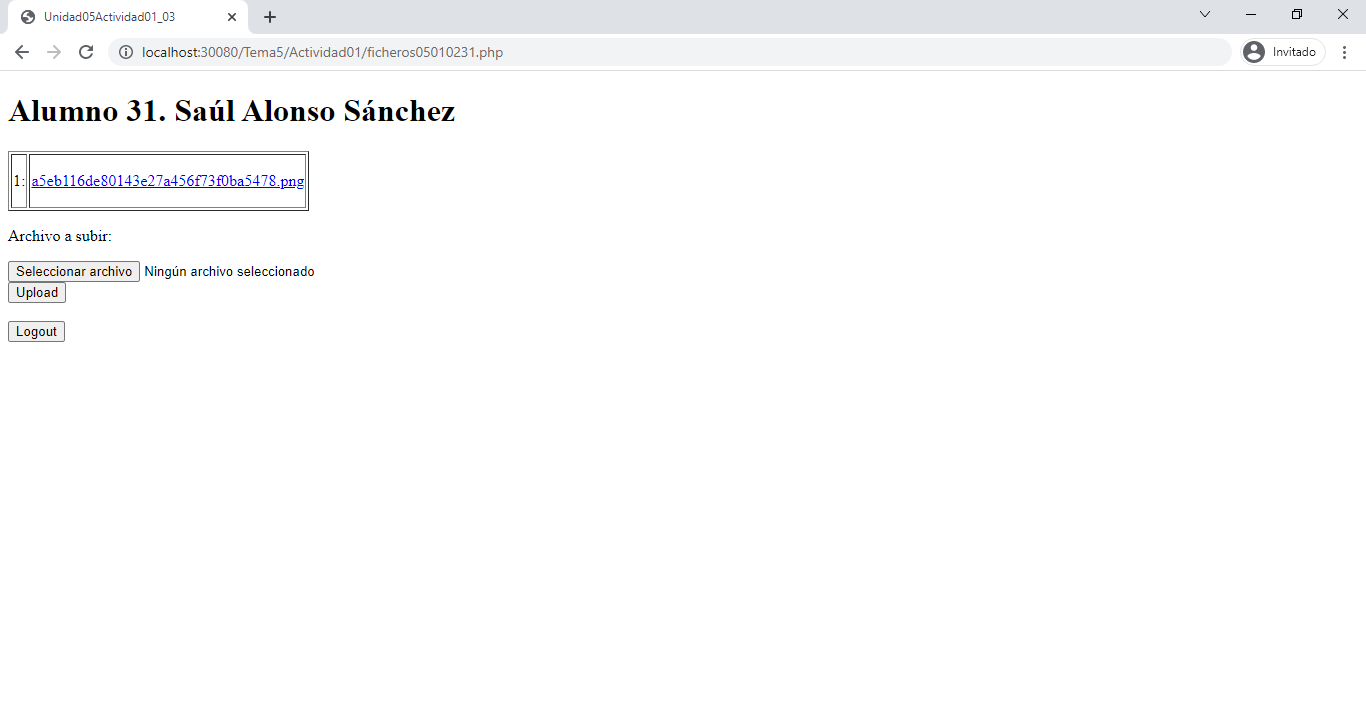 Unidad05Actividad01_03
localhost:30080/Tema5/Actividad01/ficheros05010231.php
Invitado
Alumno 31. Saúl Alonso Sánchez
1: a5eb116de80143e27a456f73f0ba5478.png
Archivo a subir:
Seleccionar archivo Ningún archivo seleccionado
Upload
Logout